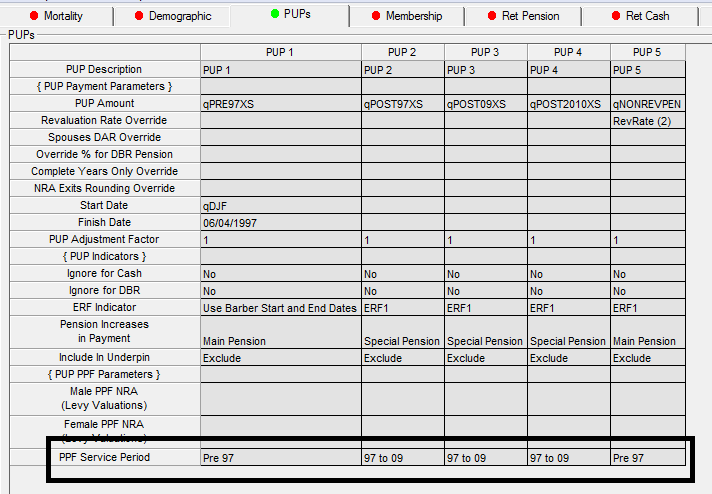 Mortality Demographic PUPs Membership Ret Pension Ret Cash
PUPs
PUP 1 PUP 2 PUP 3 PUP 4 PUP 5
PUP Description PUP 1 PUP 2 PUP 3 PUP 4 PUP 5
{ PUP Payment Parameters }
PUP Amount qPRE97XS qPOST97XS qPOST09XS qPOST2010XS qNONREVPEN
Revaluation Rate Override RevRate (2)
Spouses DAR Override
Override % for DBR Pension
Complete Years Only Override
NRA Exits Rounding Override
Start Date qDJF
Finish Date 06/04/1997
PUP Adjustment Factor 1 1 1 1 1
{ PUP Indicators }
Ignore for Cash No No No No No
Ignore for DBR No No No No No
ERF Indicator Use Barber Start and End Dates ERF1 ERF1 ERF1 ERF1
Pension Increases
in Payment Main Pension Special Pension Special Pension Special Pension Main Pension
Include In Underpin Exclude Exclude Exclude Exclude Exclude
{ PUP PPF Parameters }
Male PPF NRA
(Levy Valuations)
Female PPF NRA
(Levy Valuations)
PPF Service Period Pre 97 97 to 09 97 to 09 97 to 09 Pre 97